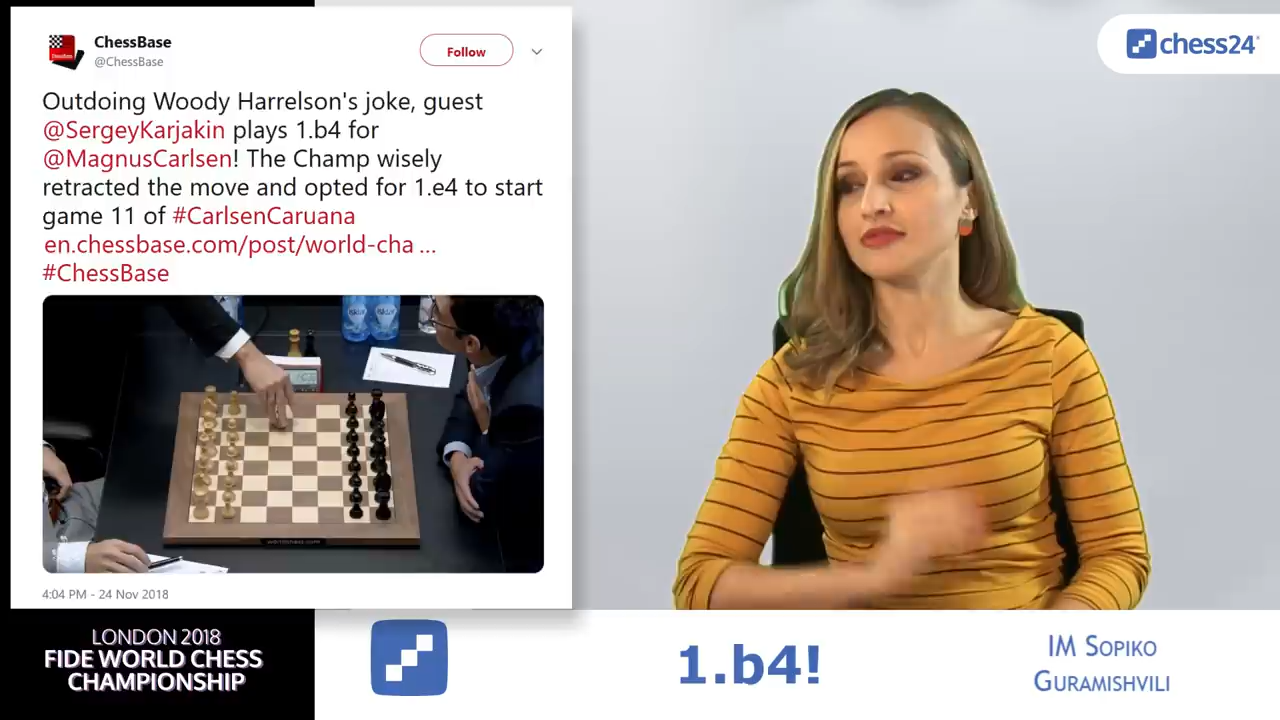 ChessBase
@ChessBase
Follow
Outdoing Woody Harrelson's joke, guest
@SergeyKarjakin plays 1.b4 for
@MagnusCarlsen! The Champ wisely
retracted the move and opted for 1.e4 to start
game 11 of #CarlsenCaruana
en.chessbase.com/post/world-cha ...
#ChessBase
worldchess.com
4:04 PM - 24 Nov 2018
chess24
LONDON 2018
FIDE WORLD CHESS
CHAMPIONSHIP
1.b4!
IM SOPIKO
GURAMISHVILI